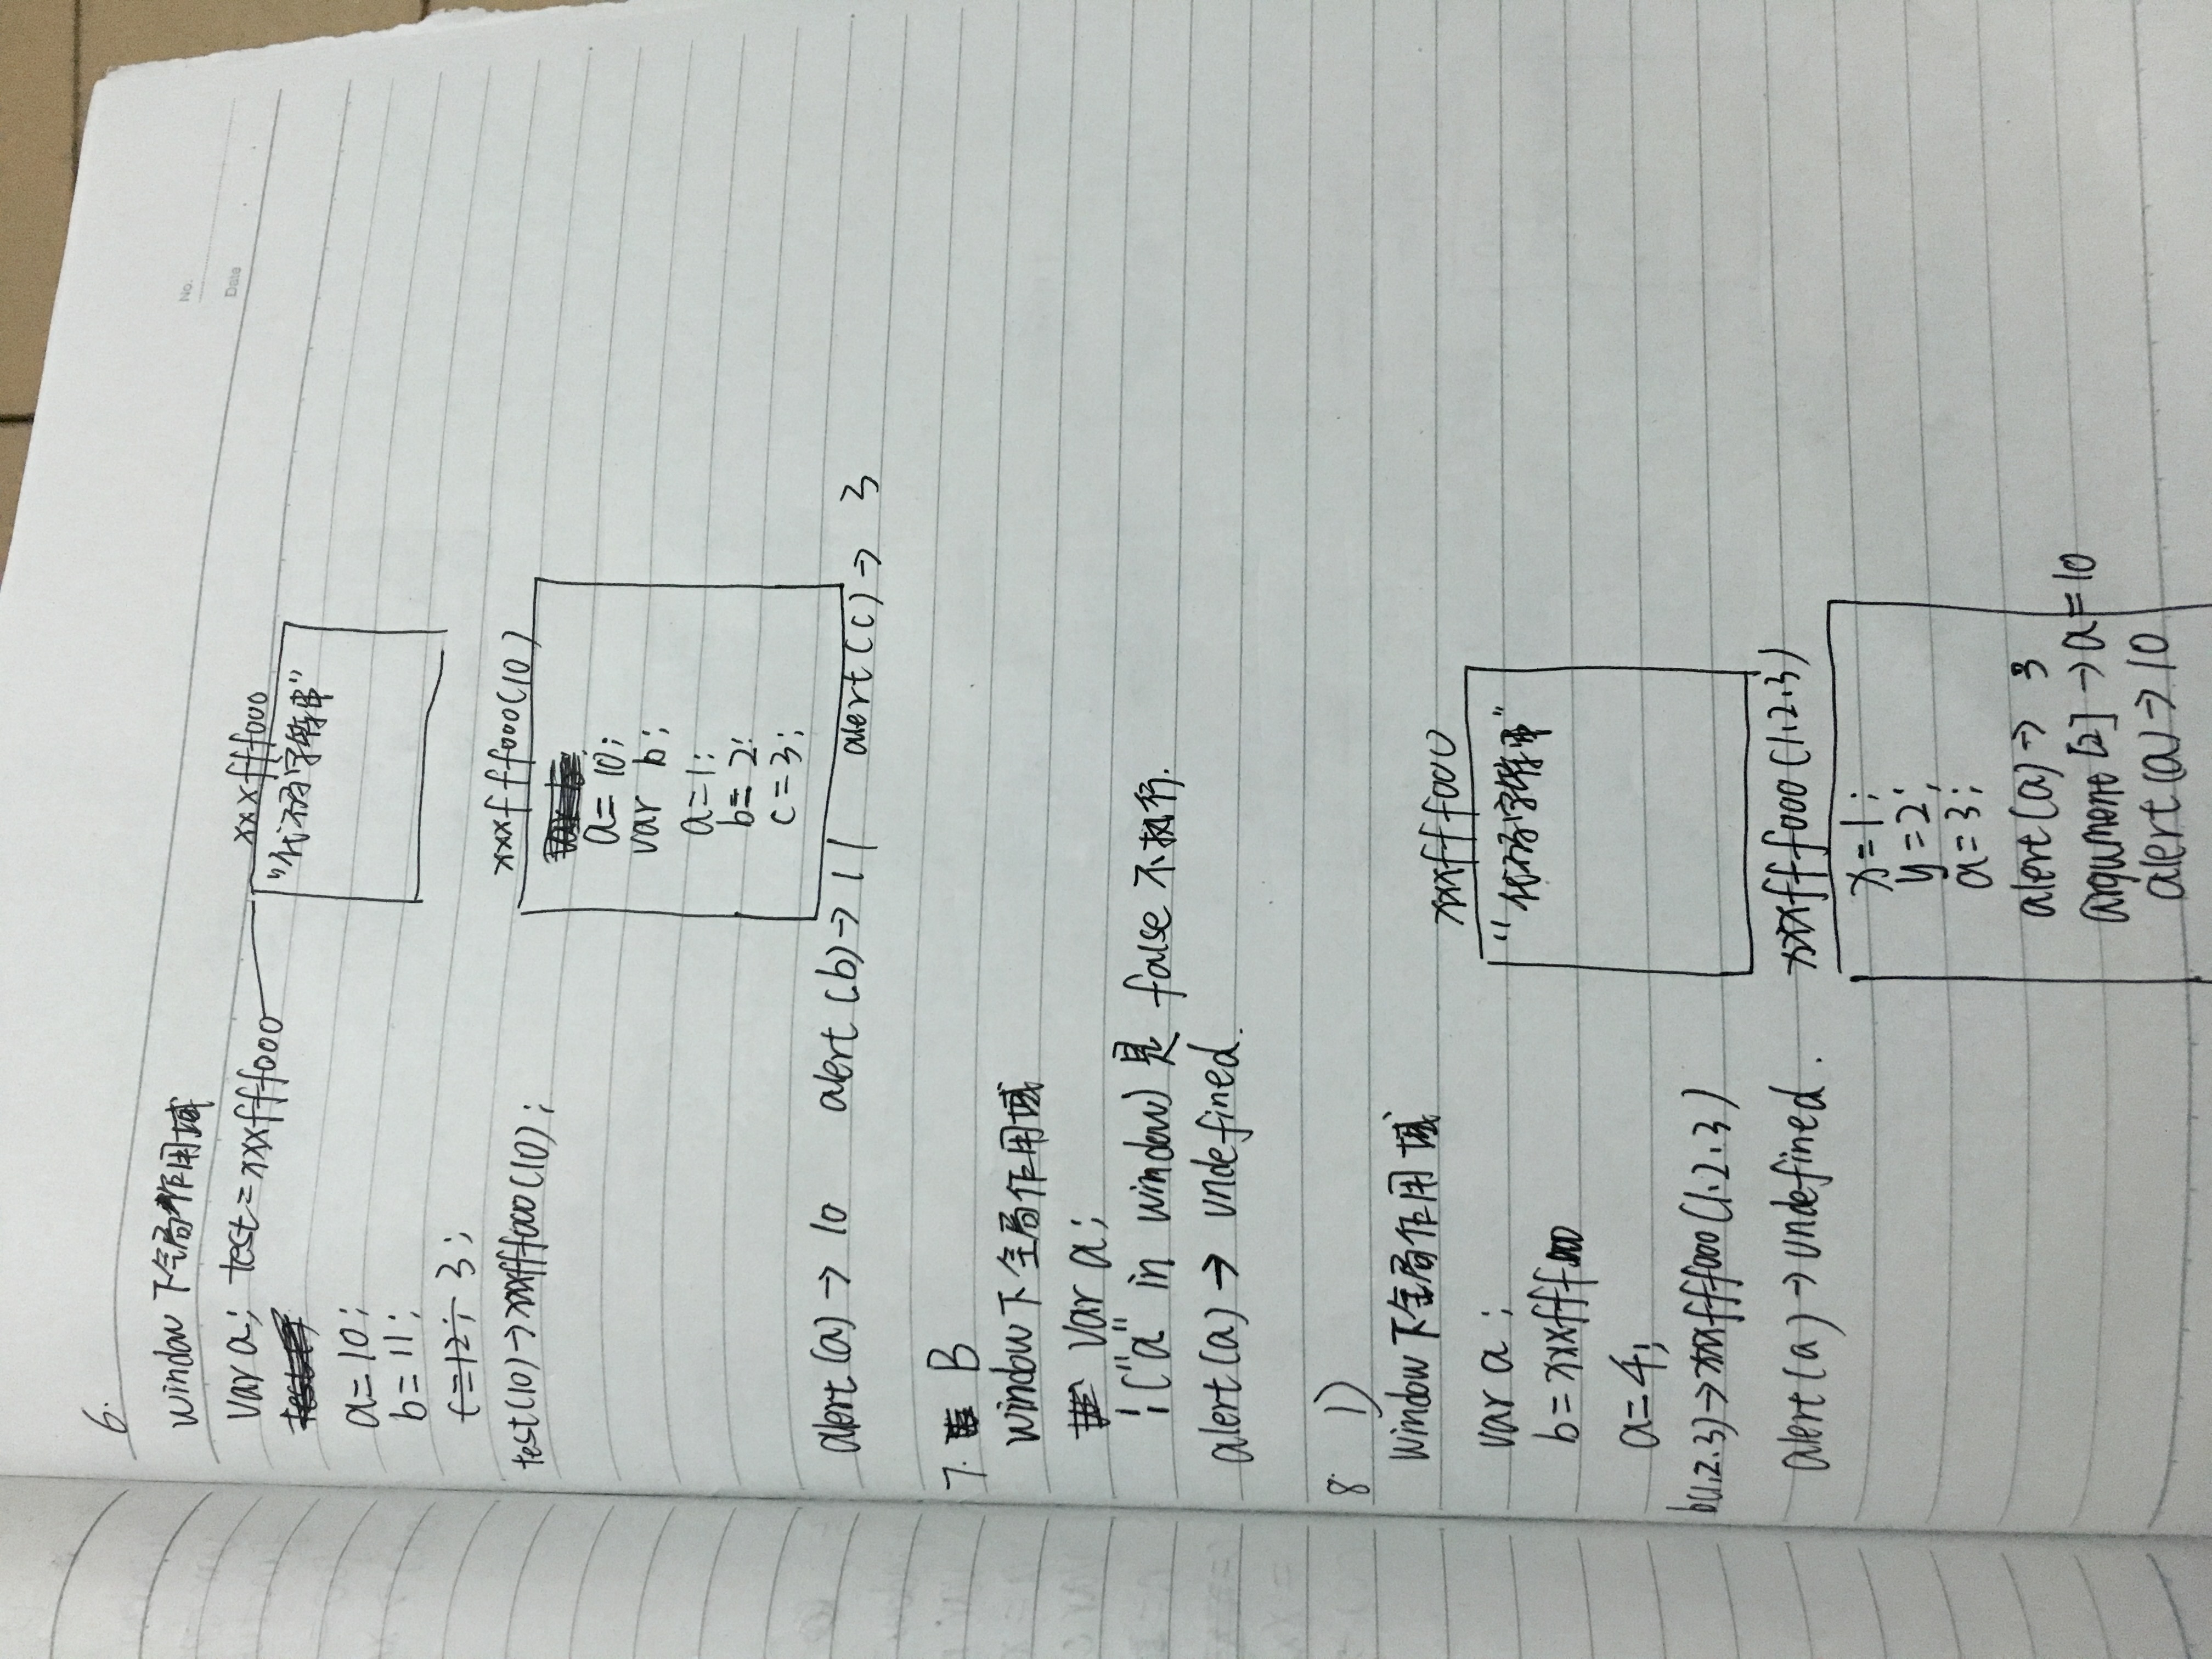 No.
Date
6.
window 下全局作用域
var a; test=xxxfff000
xxxfff000
"代码字符串"
a=10;
b=11;
c=12; 3;
test(10)→xxxfff000(10);
xxxfff000(10)
a=10;
var b;
a=1;
b=2;
c=3;
alert(a)→ 10 alert(b)→11 alert(c)→ 3
7. B
window 下全局作用域
var a;
!("a" in window) 是 false 不执行.
alert(a)→ undefined.
8. 1)
window 下全局作用域
var a ;
b=xxxfff000
a=4;
b(1.2.3)→xxxfff000(1.2.3)
alert(a)→undefined.
xxxfff000
"代码字符串"
xxxfff000(1.2.3)
x=1;
y=2;
a=3;
alert(a)→ 3
argument[2]→a=10
alert(a)→10